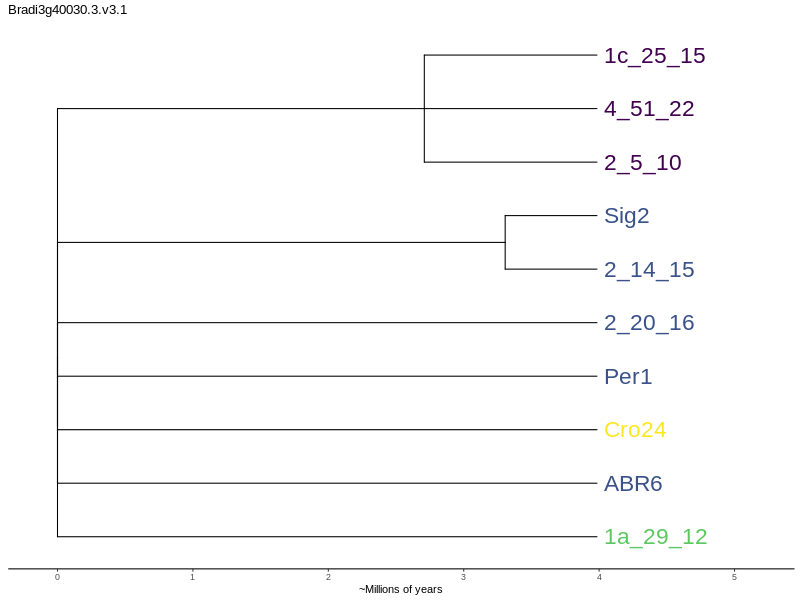 Bradi3g40030.3.v3.1
1c_25_15
4_51_22
2_5_10
Sig2
2_14_15
2_20_16
Per1
Cro24
ABR6
1a_29_12
0 1 2 3 4 5
~Millions of years